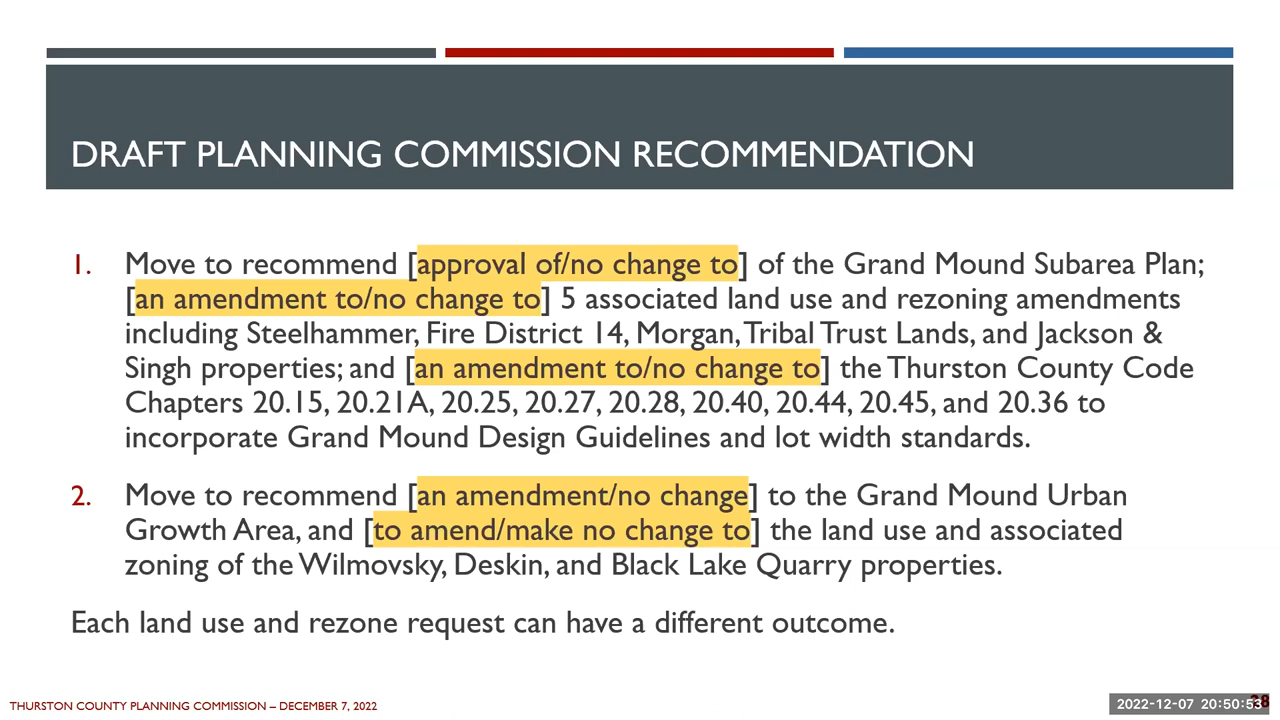 DRAFT PLANNING COMMISSION RECOMMENDATION
1. Move to recommend [approval of/no change to] of the Grand Mound Subarea Plan;
[an amendment to/no change to] 5 associated land use and rezoning amendments
including Steelhammer, Fire District 14, Morgan, Tribal Trust Lands, and Jackson &
Singh properties; and [an amendment to/no change to] the Thurston County Code
Chapters 20.15, 20.21A, 20.25, 20.27, 20.28, 20.40, 20.44, 20.45, and 20.36 to
incorporate Grand Mound Design Guidelines and lot width standards.
2. Move to recommend [an amendment/no change] to the Grand Mound Urban
Growth Area, and [to amend/make no change to] the land use and associated
zoning of the Wilmovsky, Deskin, and Black Lake Quarry properties.
Each land use and rezone request can have a different outcome.
THURSTON COUNTY PLANNING COMMISSION – DECEMBER 7, 2022
2022-12-07 20:50:53